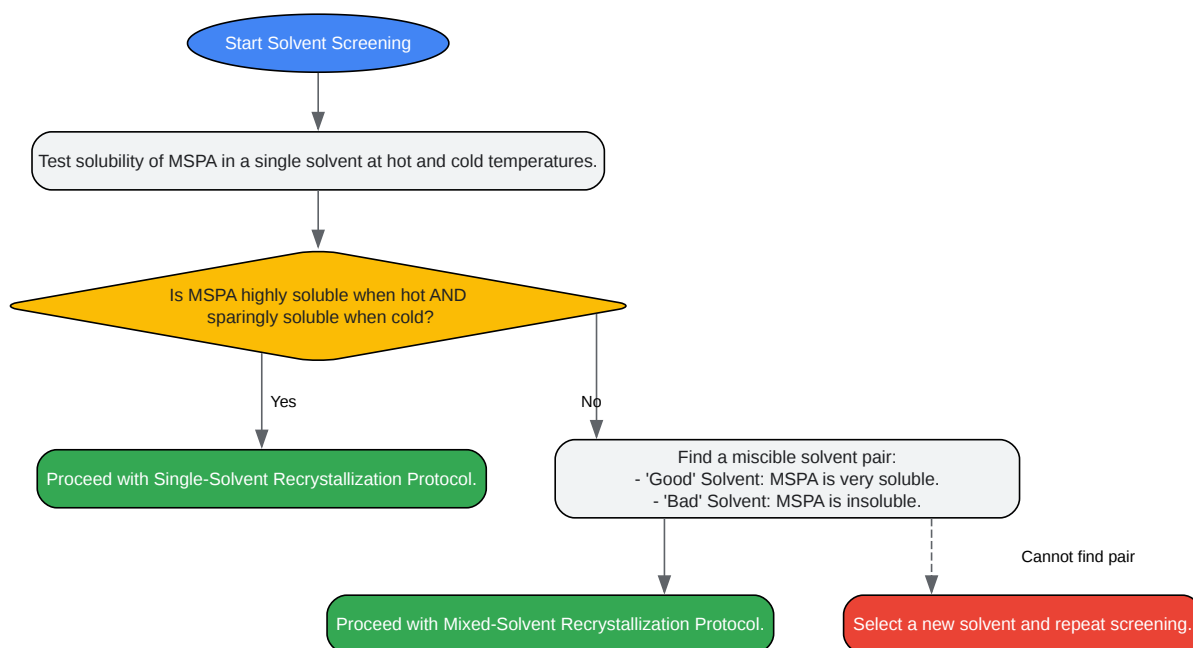 Start Solvent Screening
Test solubility of MSPA in a single solvent at hot and cold temperatures.
Is MSPA highly soluble when hot AND
sparingly soluble when cold?
Yes
No
Proceed with Single-Solvent Recrystallization Protocol.
Find a miscible solvent pair:
- 'Good' Solvent: MSPA is very soluble.
- 'Bad' Solvent: MSPA is insoluble.
Cannot find pair
Proceed with Mixed-Solvent Recrystallization Protocol.
Select a new solvent and repeat screening.